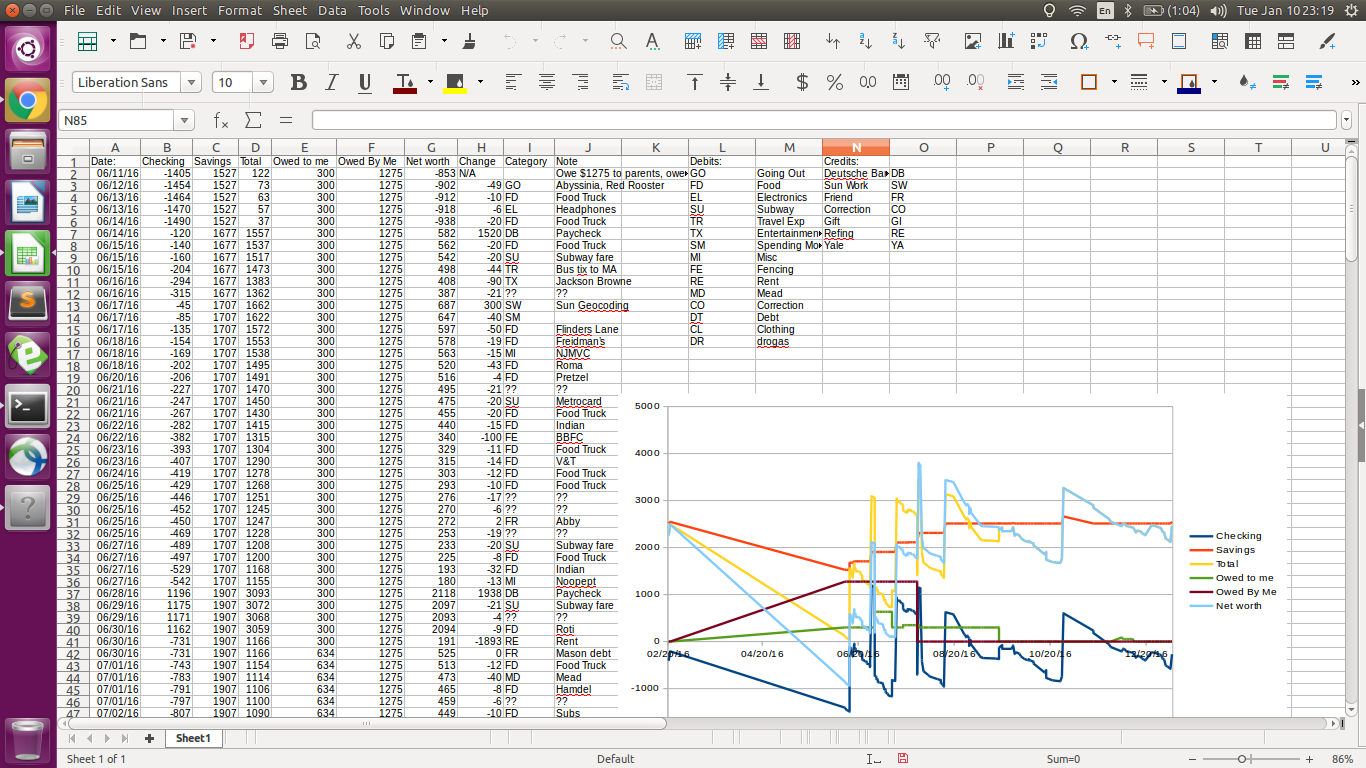 File Edit View Insert Format Sheet Data Tools Window Help En (1:04) Tue Jan 10 23:19
Liberation Sans 10
N85
A B C D E F G H I J K L M N O P Q R S T U
1 Date: Checking Savings Total Owed to me Owed By Me Net worth Change Category Note Debits: Credits:
2 06/11/16 -1405 1527 122 300 1275 -853 N/A Owe $1275 to parents, owe GO Going Out Deutsche Ba DB
3 06/12/16 -1454 1527 73 300 1275 -902 -49 GO Abyssinia, Red Rooster FD Food Sun Work SW
4 06/13/16 -1464 1527 63 300 1275 -912 -10 FD Food Truck EL Electronics Friend FR
5 06/13/16 -1470 1527 57 300 1275 -918 -6 EL Headphones SU Subway Correction CO
6 06/14/16 -1490 1527 37 300 1275 -938 -20 FD Food Truck TR Travel Exp Gift GI
7 06/14/16 -120 1677 1557 300 1275 582 1520 DB Paycheck TX Entertainmen Refing RE
8 06/15/16 -140 1677 1537 300 1275 562 -20 FD Food Truck SM Spending Mo Yale YA
9 06/15/16 -160 1677 1517 300 1275 542 -20 SU Subway fare MI Misc
10 06/15/16 -204 1677 1473 300 1275 498 -44 TR Bus tix to MA FE Fencing
11 06/16/16 -294 1677 1383 300 1275 408 -90 TX Jackson Browne RE Rent
12 06/16/16 -315 1677 1362 300 1275 387 -21 ?? ?? MD Mead
13 06/17/16 -45 1707 1662 300 1275 687 300 SW Sun Geocoding CO Correction
14 06/17/16 -85 1707 1622 300 1275 647 -40 SM DT Debt
15 06/17/16 -135 1707 1572 300 1275 597 -50 FD Flinders Lane CL Clothing
16 06/18/16 -154 1707 1553 300 1275 578 -19 FD Freidman's DR drogas
17 06/18/16 -169 1707 1538 300 1275 563 -15 MI NJMVC
18 06/18/16 -202 1707 1495 300 1275 520 -43 FD Roma
19 06/20/16 -206 1707 1491 300 1275 516 -4 FD Pretzel
20 06/21/16 -227 1707 1470 300 1275 495 -21 ?? ??
21 06/21/16 -247 1707 1450 300 1275 475 -20 SU Metrocard
22 06/22/16 -267 1707 1430 300 1275 455 -20 FD Food Truck
23 06/22/16 -282 1707 1415 300 1275 440 -15 FD Indian
24 06/22/16 -382 1707 1315 300 1275 340 -100 FE BBFC
25 06/23/16 -393 1707 1304 300 1275 329 -11 FD Food Truck
26 06/23/16 -407 1707 1290 300 1275 315 -14 FD V&T
27 06/24/16 -419 1707 1278 300 1275 303 -12 FD Food Truck
28 06/25/16 -429 1707 1268 300 1275 293 -10 FD Food Truck
29 06/25/16 -446 1707 1251 300 1275 276 -17 ?? ??
30 06/25/16 -452 1707 1245 300 1275 270 -6 ?? ??
31 06/25/16 -450 1707 1247 300 1275 272 2 FR Abby
32 06/25/16 -469 1707 1228 300 1275 253 -19 ?? ??
33 06/27/16 -489 1707 1208 300 1275 233 -20 SU Subway fare
34 06/27/16 -497 1707 1200 300 1275 225 -8 FD Food Truck
35 06/27/16 -529 1707 1168 300 1275 193 -32 FD Indian
36 06/27/16 -542 1707 1155 300 1275 180 -13 MI Noppept
37 06/28/16 1196 1907 3093 300 1275 2118 1938 DB Paycheck
38 06/29/16 1175 1907 3072 300 1275 2097 -21 SU Subway fare
39 06/29/16 1171 1907 3068 300 1275 2093 -4 ?? ??
40 06/30/16 1162 1907 3059 300 1275 2094 -9 FD Roti
41 06/30/16 -731 1907 1166 300 1275 191 -1893 RE Rent
42 06/30/16 -731 1907 1166 634 1275 525 0 FR Mason debt
43 07/01/16 -743 1907 1154 634 1275 513 -12 FD Food Truck
44 07/01/16 -783 1907 1114 634 1275 473 -40 MD Mead
45 07/01/16 -791 1907 1106 634 1275 465 -8 FD Hamdel
46 07/01/16 -797 1907 1100 634 1275 459 -6 ?? ??
47 07/02/16 -807 1907 1090 634 1275 449 -10 FD Subs
5000
4000
3000
2000
1000
0
-1000
02/20/16 04/20/16 06/20/16 08/20/16 10/20/16 12/20/16
Checking
Savings
Total
Owed to me
Owed By Me
Net worth
Sheet1
Sheet 1 of 1 Default Sum=0 86%